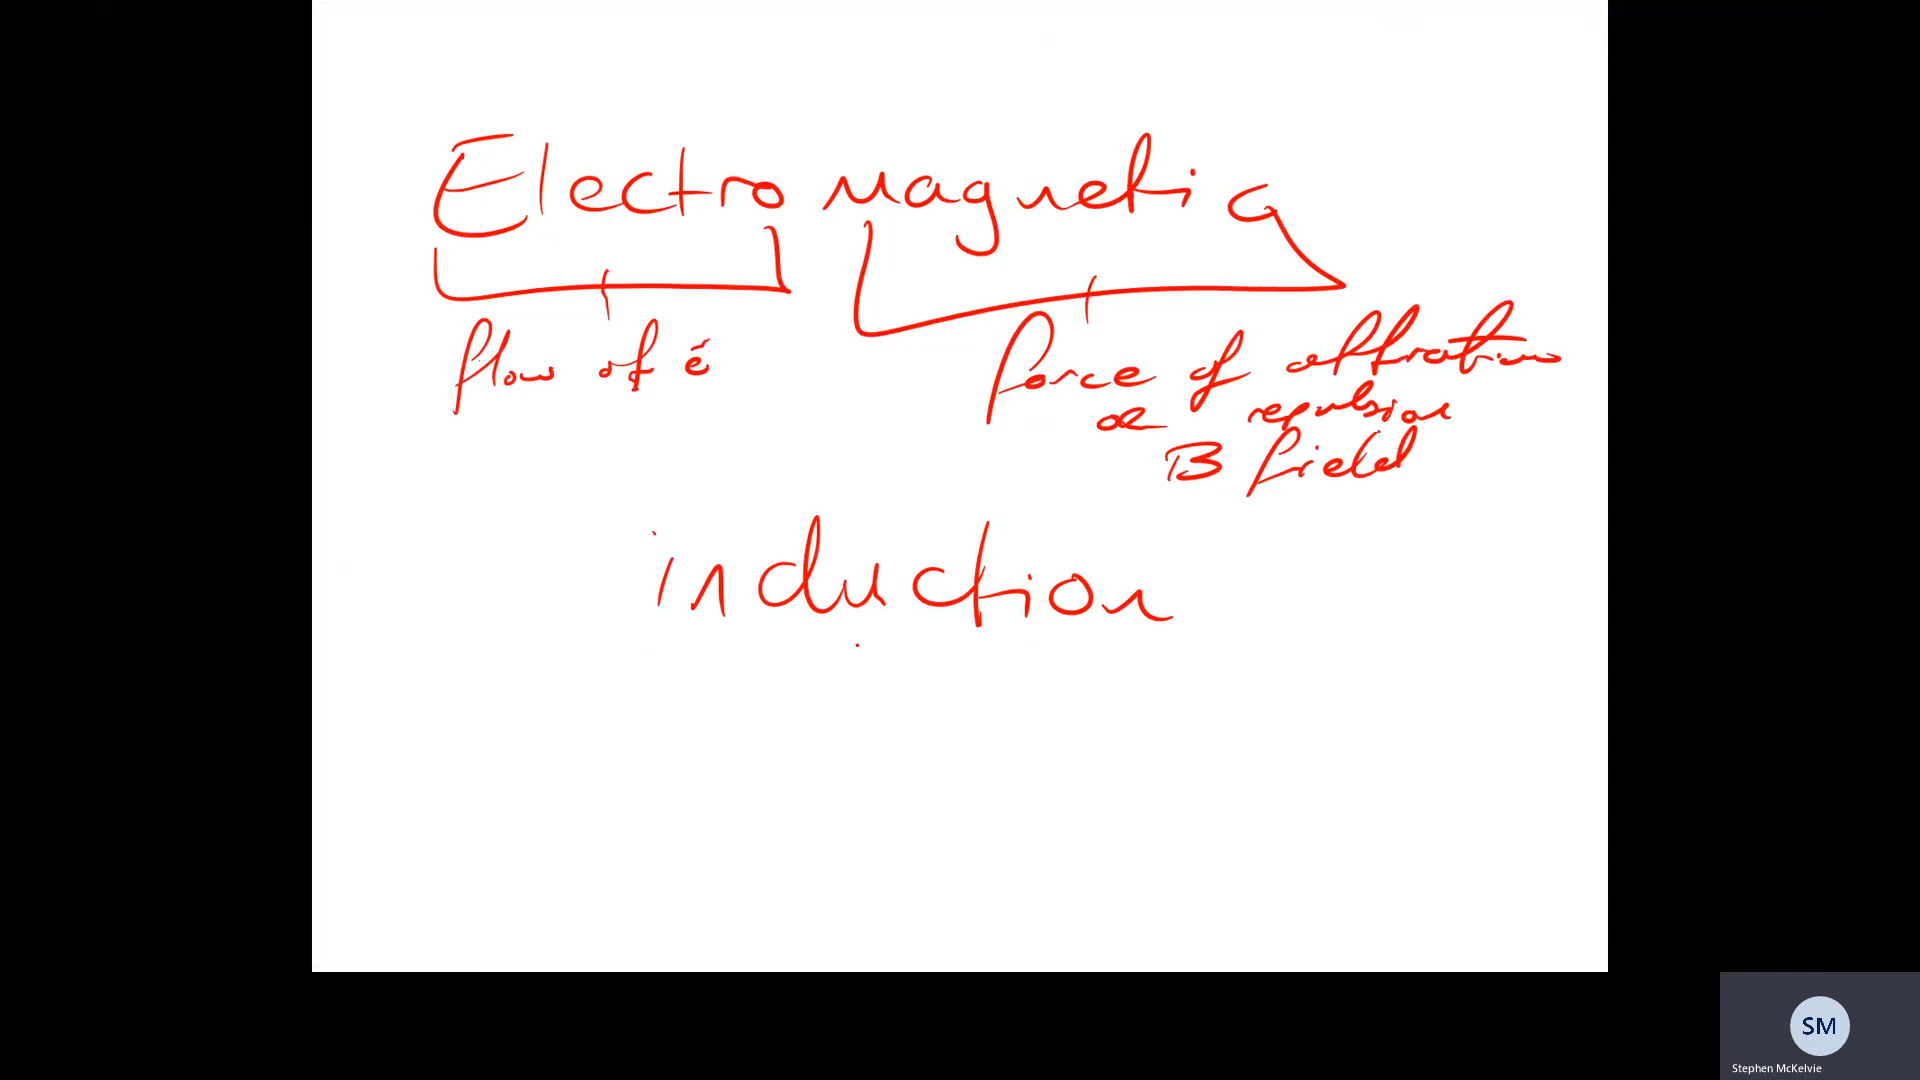 Electromagnetic
flow of e⁻
force of attraction
or repulsion
B field
induction
SM
Stephen McKelvie